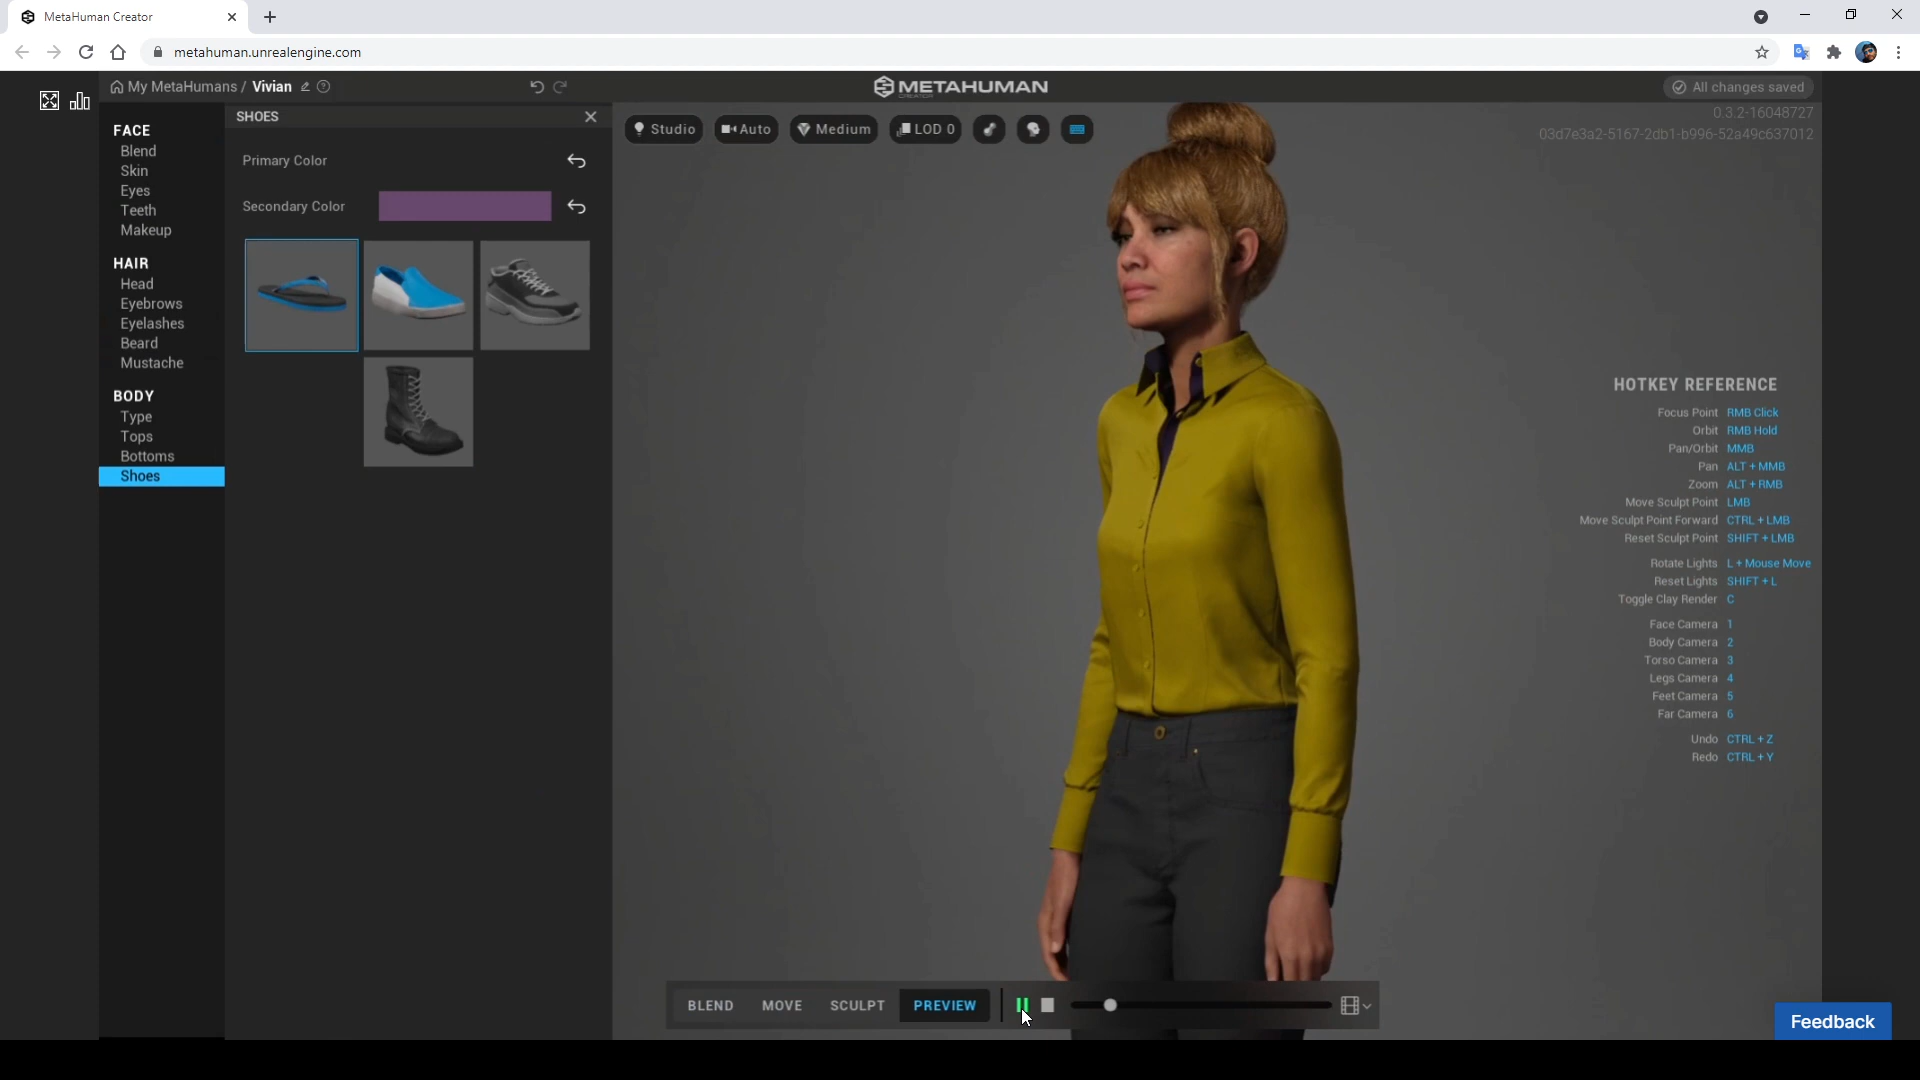 MetaHuman Creator
metahuman.unrealengine.com
My MetaHumans / Vivian
METAHUMAN
CREATOR
All changes saved
0.3.2-16048727
03d7e3a2-5167-2db1-b996-52a49c637012
FACE
Blend
Skin
Eyes
Teeth
Makeup
HAIR
Head
Eyebrows
Eyelashes
Beard
Mustache
BODY
Type
Tops
Bottoms
Shoes
SHOES
Primary Color
Secondary Color
Studio
Auto
Medium
LOD 0
HOTKEY REFERENCE
Focus Point RMB Click
Orbit RMB Hold
Pan/Orbit MMB
Pan ALT + MMB
Zoom ALT + RMB
Move Sculpt Point LMB
Move Sculpt Point Forward CTRL + LMB
Reset Sculpt Point SHIFT + LMB
Rotate Lights L + Mouse Move
Reset Lights SHIFT + L
Toggle Clay Render C
Face Camera 1
Body Camera 2
Torso Camera 3
Legs Camera 4
Feet Camera 5
Far Camera 6
Undo CTRL + Z
Redo CTRL + Y
BLEND
MOVE
SCULPT
PREVIEW
Feedback